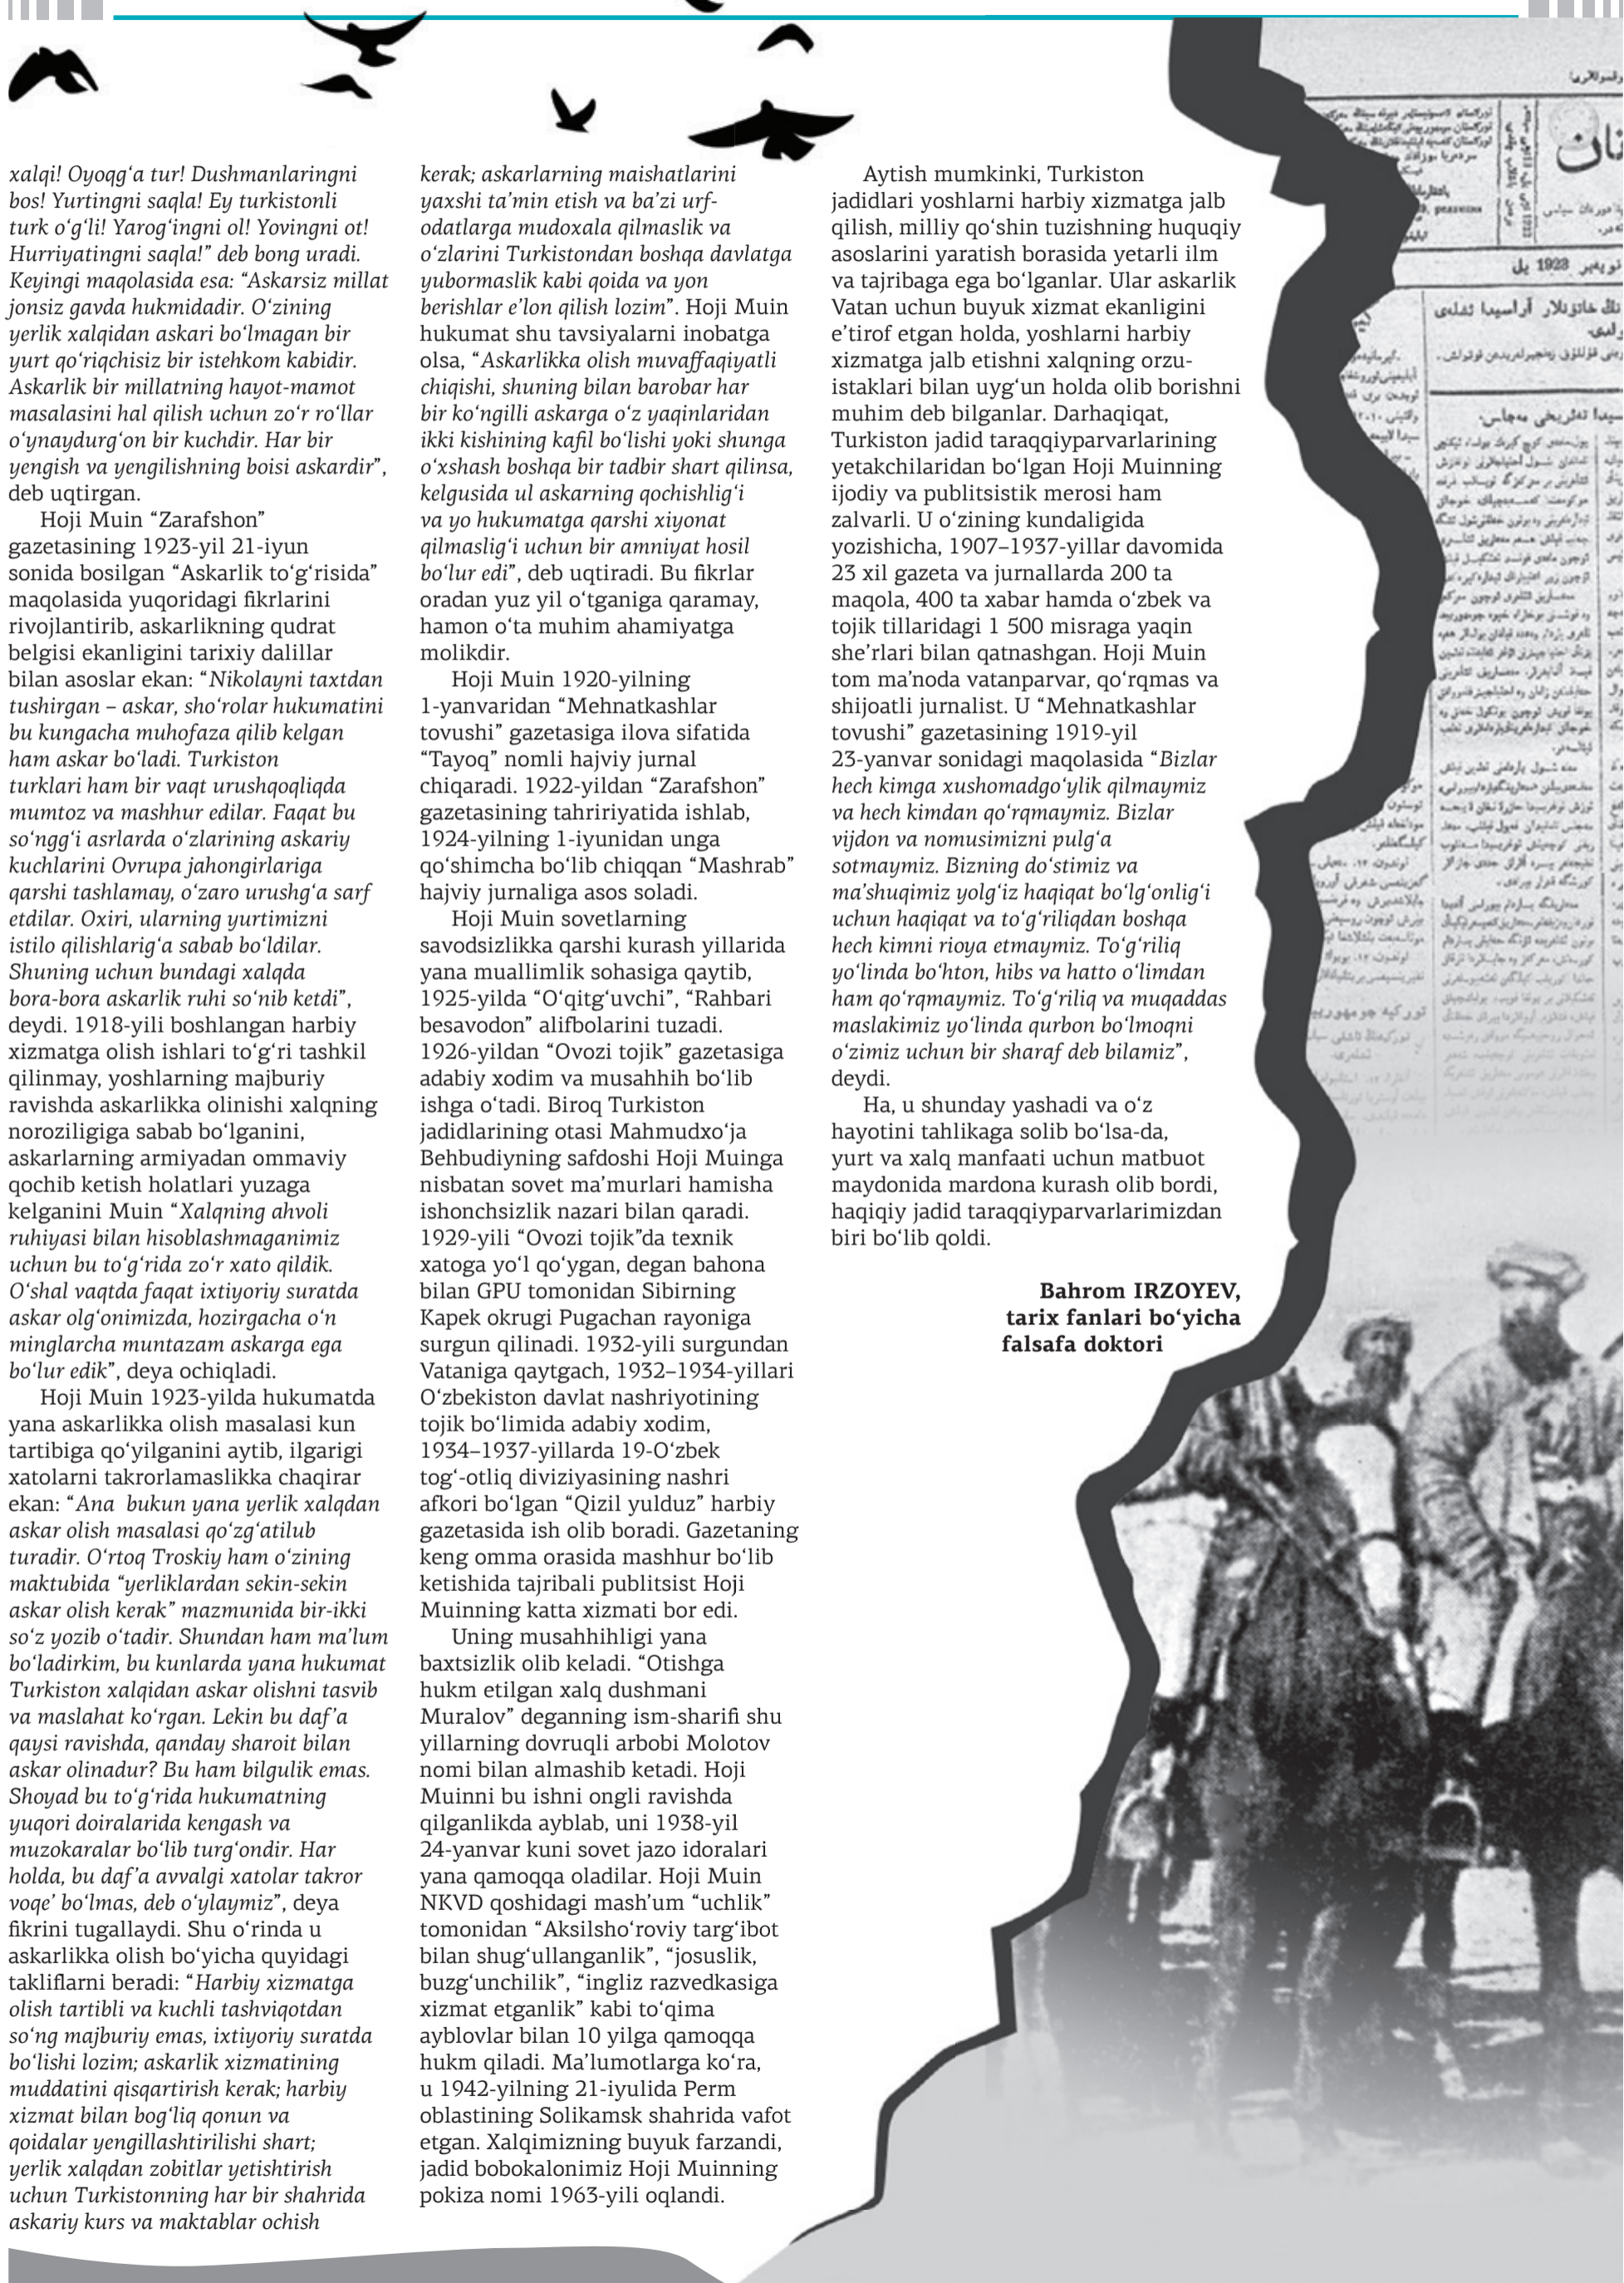 xalqi! Oyoqg‘a tur! Dushmanlaringni
bos! Yurtingni saqla! Ey turkistonli
turk o‘g‘li! Yarog‘ingni ol! Yovingni ot!
Hurriyatingni saqla!” deb bong uradi.
Keyingi maqolasida esa: “Askarsiz millat
jonsiz gavda hukmidadir. O‘zining
yerlik xalqidan askari bo‘lmagan bir
yurt qo‘riqchisiz bir istehkom kabidir.
Askarlik bir millatning hayot-mamot
masalasini hal qilish uchun zo‘r ro‘llar
o‘ynaydurg‘on bir kuchdir. Har bir
yengish va yengilishning boisi askardir”,
deb uqtirgan.
Hoji Muin “Zarafshon”
gazetasining 1923-yil 21-iyun
sonida bosilgan “Askarlik to‘g‘risida”
maqolasida yuqoridagi fikrlarini
rivojlantirib, askarlikning qudrat
belgisi ekanligini tarixiy dalillar
bilan asoslar ekan: “Nikolayni taxtdan
tushirgan – askar, sho‘rolar hukumatini
bu kungacha muhofaza qilib kelgan
ham askar bo‘ladi. Turkiston
turklari ham bir vaqt urushqoqliqda
mumtoz va mashhur edilar. Faqat bu
so‘ngg‘i asrlarda o‘zlarining askariy
kuchlarini Ovrupa jahongirlariga
qarshi tashlamay, o‘zaro urushg‘a sarf
etdilar. Oxiri, ularning yurtimizni
istilo qilishlarig‘a sabab bo‘ldilar.
Shuning uchun bundagi xalqda
bora-bora askarlik ruhi so‘nib ketdi”,
deydi. 1918-yili boshlangan harbiy
xizmatga olish ishlari to‘g‘ri tashkil
qilinmay, yoshlarning majburiy
ravishda askarlikka olinishi xalqning
noroziligiga sabab bo‘lganini,
askarlarning armiyadan ommaviy
qochib ketish holatlari yuzaga
kelganini Muin “Xalqning ahvoli
ruhiyasi bilan hisoblashmaganimiz
uchun bu to‘g‘rida zo‘r xato qildik.
O‘shal vaqtda faqat ixtiyoriy suratda
askar olg‘onimizda, hozirgacha o‘n
minglarcha muntazam askarga ega
bo‘lur edik”, deya ochiqladi.
Hoji Muin 1923-yilda hukumatda
yana askarlikka olish masalasi kun
tartibiga qo‘yilganini aytib, ilgarigi
xatolarni takrorlamaslikka chaqirar
ekan: “Ana bukun yana yerlik xalqdan
askar olish masalasi qo‘zg‘atilub
turadir. O‘rtoq Troskiy ham o‘zining
maktubida “yerliklardan sekin-sekin
askar olish kerak” mazmunida bir-ikki
so‘z yozib o‘tadir. Shundan ham ma’lum
bo‘ladirkim, bu kunlarda yana hukumat
Turkiston xalqidan askar olishni tasvib
va maslahat ko‘rgan. Lekin bu daf’a
qaysi ravishda, qanday sharoit bilan
askar olinadur? Bu ham bilgulik emas.
Shoyad bu to‘g‘rida hukumatning
yuqori doiralarida kengash va
muzokaralar bo‘lib turg‘ondir. Har
holda, bu daf’a avvalgi xatolar takror
voqe’ bo‘lmas, deb o‘ylaymiz”, deya
fikrini tugallaydi. Shu o‘rinda u
askarlikka olish bo‘yicha quyidagi
takliflarni beradi: “Harbiy xizmatga
olish tartibli va kuchli tashviqotdan
so‘ng majburiy emas, ixtiyoriy suratda
bo‘lishi lozim; askarlik xizmatining
muddatini qisqartirish kerak; harbiy
xizmat bilan bog‘liq qonun va
qoidalar yengillashtirilishi shart;
yerlik xalqdan zobitlar yetishtirish
uchun Turkistonning har bir shahrida
askariy kurs va maktablar ochish
kerak; askarlarning maishatlarini
yaxshi ta’min etish va ba’zi urf-
odatlarga mudoxala qilmaslik va
o‘zlarini Turkistondan boshqa davlatga
yubormaslik kabi qoida va yon
berishlar e’lon qilish lozim”. Hoji Muin
hukumat shu tavsiyalarni inobatga
olsa, “Askarlikka olish muvaffaqiyatli
chiqishi, shuning bilan barobar har
bir ko‘ngilli askarga o‘z yaqinlaridan
ikki kishining kafil bo‘lishi yoki shunga
o‘xshash boshqa bir tadbir shart qilinsa,
kelgusida ul askarning qochishlig‘i
va yo hukumatga qarshi xiyonat
qilmaslig‘i uchun bir amniyat hosil
bo‘lur edi”, deb uqtiradi. Bu fikrlar
oradan yuz yil o‘tganiga qaramay,
hamon o‘ta muhim ahamiyatga
molikdir.
Hoji Muin 1920-yilning
1-yanvaridan “Mehnatkashlar
tovushi” gazetasiga ilova sifatida
“Tayoq” nomli hajviy jurnal
chiqaradi. 1922-yildan “Zarafshon”
gazetasining tahririyatida ishlab,
1924-yilning 1-iyunidan unga
qo‘shimcha bo‘lib chiqqan “Mashrab”
hajviy jurnaliga asos soladi.
Hoji Muin sovetlarning
savodsizlikka qarshi kurash yillarida
yana muallimlik sohasiga qaytib,
1925-yilda “O‘qitg‘uvchi”, “Rahbari
besavodon” alifbolarini tuzadi.
1926-yildan “Ovozi tojik” gazetasiga
adabiy xodim va musahhih bo‘lib
ishga o‘tadi. Biroq Turkiston
jadidlarining otasi Mahmudxo‘ja
Behbudiyning safdoshi Hoji Muinga
nisbatan sovet ma’murlari hamisha
ishonchsizlik nazari bilan qaradi.
1929-yili “Ovozi tojik”da texnik
xatoga yo‘l qo‘ygan, degan bahona
bilan GPU tomonidan Sibirning
Kapek okrugi Pugachan rayoniga
surgun qilinadi. 1932-yili surgundan
Vataniga qaytgach, 1932–1934-yillari
O‘zbekiston davlat nashriyotining
tojik bo‘limida adabiy xodim,
1934–1937-yillarda 19-O‘zbek
tog‘-otliq diviziyasining nashri
afkori bo‘lgan “Qizil yulduz” harbiy
gazetasida ish olib boradi. Gazetaning
keng omma orasida mashhur bo‘lib
ketishida tajribali publitsist Hoji
Muinning katta xizmati bor edi.
Uning musahhihligi yana
baxtsizlik olib keladi. “Otishga
hukm etilgan xalq dushmani
Muralov” deganning ism-sharifi shu
yillarning dovruqli arbobi Molotov
nomi bilan almashib ketadi. Hoji
Muinni bu ishni ongli ravishda
qilganlikda ayblab, uni 1938-yil
24-yanvar kuni sovet jazo idoralari
yana qamoqqa oladilar. Hoji Muin
NKVD qoshidagi mash’um “uchlik”
tomonidan “Aksilsho‘roviy targ‘ibot
bilan shug‘ullanganlik”, “josuslik,
buzg‘unchilik”, “ingliz razvedkasiga
xizmat etganlik” kabi to‘qima
ayblovlar bilan 10 yilga qamoqqa
hukm qiladi. Ma’lumotlarga ko‘ra,
u 1942-yilning 21-iyulida Perm
oblastining Solikamsk shahrida vafot
etgan. Xalqimizning buyuk farzandi,
jadid bobokalonimiz Hoji Muinning
pokiza nomi 1963-yili oqlandi.
Aytish mumkinki, Turkiston
jadidlari yoshlarni harbiy xizmatga jalb
qilish, milliy qo‘shin tuzishning huquqiy
asoslarini yaratish borasida yetarli ilm
va tajribaga ega bo‘lganlar. Ular askarlik
Vatan uchun buyuk xizmat ekanligini
e’tirof etgan holda, yoshlarni harbiy
xizmatga jalb etishni xalqning orzu-
istaklari bilan uyg‘un holda olib borishni
muhim deb bilganlar. Darhaqiqat,
Turkiston jadid taraqqiyparvarlarining
yetakchilaridan bo‘lgan Hoji Muinning
ijodiy va publitsistik merosi ham
zalvarli. U o‘zining kundaligida
yozishicha, 1907–1937-yillar davomida
23 xil gazeta va jurnallarda 200 ta
maqola, 400 ta xabar hamda o‘zbek va
tojik tillaridagi 1 500 misraga yaqin
she’rlari bilan qatnashgan. Hoji Muin
tom ma’noda vatanparvar, qo‘rqmas va
shijoatli jurnalist. U “Mehnatkashlar
tovushi” gazetasining 1919-yil
23-yanvar sonidagi maqolasida “Bizlar
hech kimga xushomadgo‘ylik qilmaymiz
va hech kimdan qo‘rqmaymiz. Bizlar
vijdon va nomusimizni pulg‘a
sotmaymiz. Bizning do‘stimiz va
ma’shuqimiz yolg‘iz haqiqat bo‘lg‘onlig‘i
uchun haqiqat va to‘g‘riliqdan boshqa
hech kimni rioya etmaymiz. To‘g‘riliq
yo‘linda bo‘hton, hibs va hatto o‘limdan
ham qo‘rqmaymiz. To‘g‘riliq va muqaddas
maslakimiz yo‘linda qurbon bo‘lmoqni
o‘zimiz uchun bir sharaf deb bilamiz”,
deydi.
Ha, u shunday yashadi va o‘z
hayotini tahlikaga solib bo‘lsa-da,
yurt va xalq manfaati uchun matbuot
maydonida mardona kurash olib bordi,
haqiqiy jadid taraqqiyparvarlarimizdan
biri bo‘lib qoldi.
Bahrom IRZOYEV,
tarix fanlari bo‘yicha
falsafa doktori